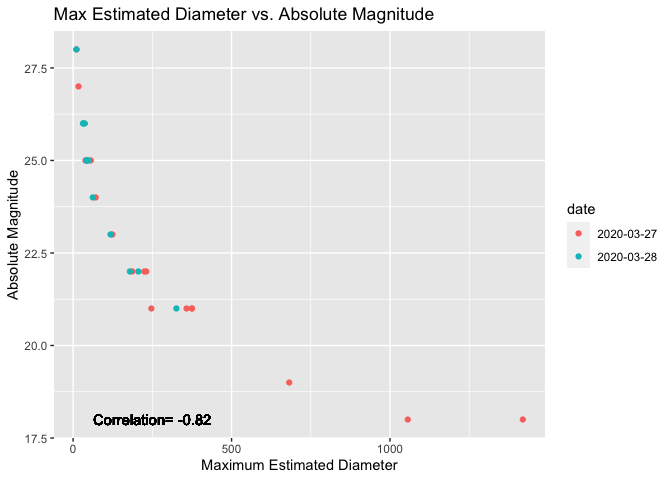 Max Estimated Diameter vs. Absolute Magnitude
27.5
25.0
22.5
20.0
17.5
Absolute Magnitude
Correlation= -0.82
0
500
1000
Maximum Estimated Diameter
date
2020-03-27
2020-03-28